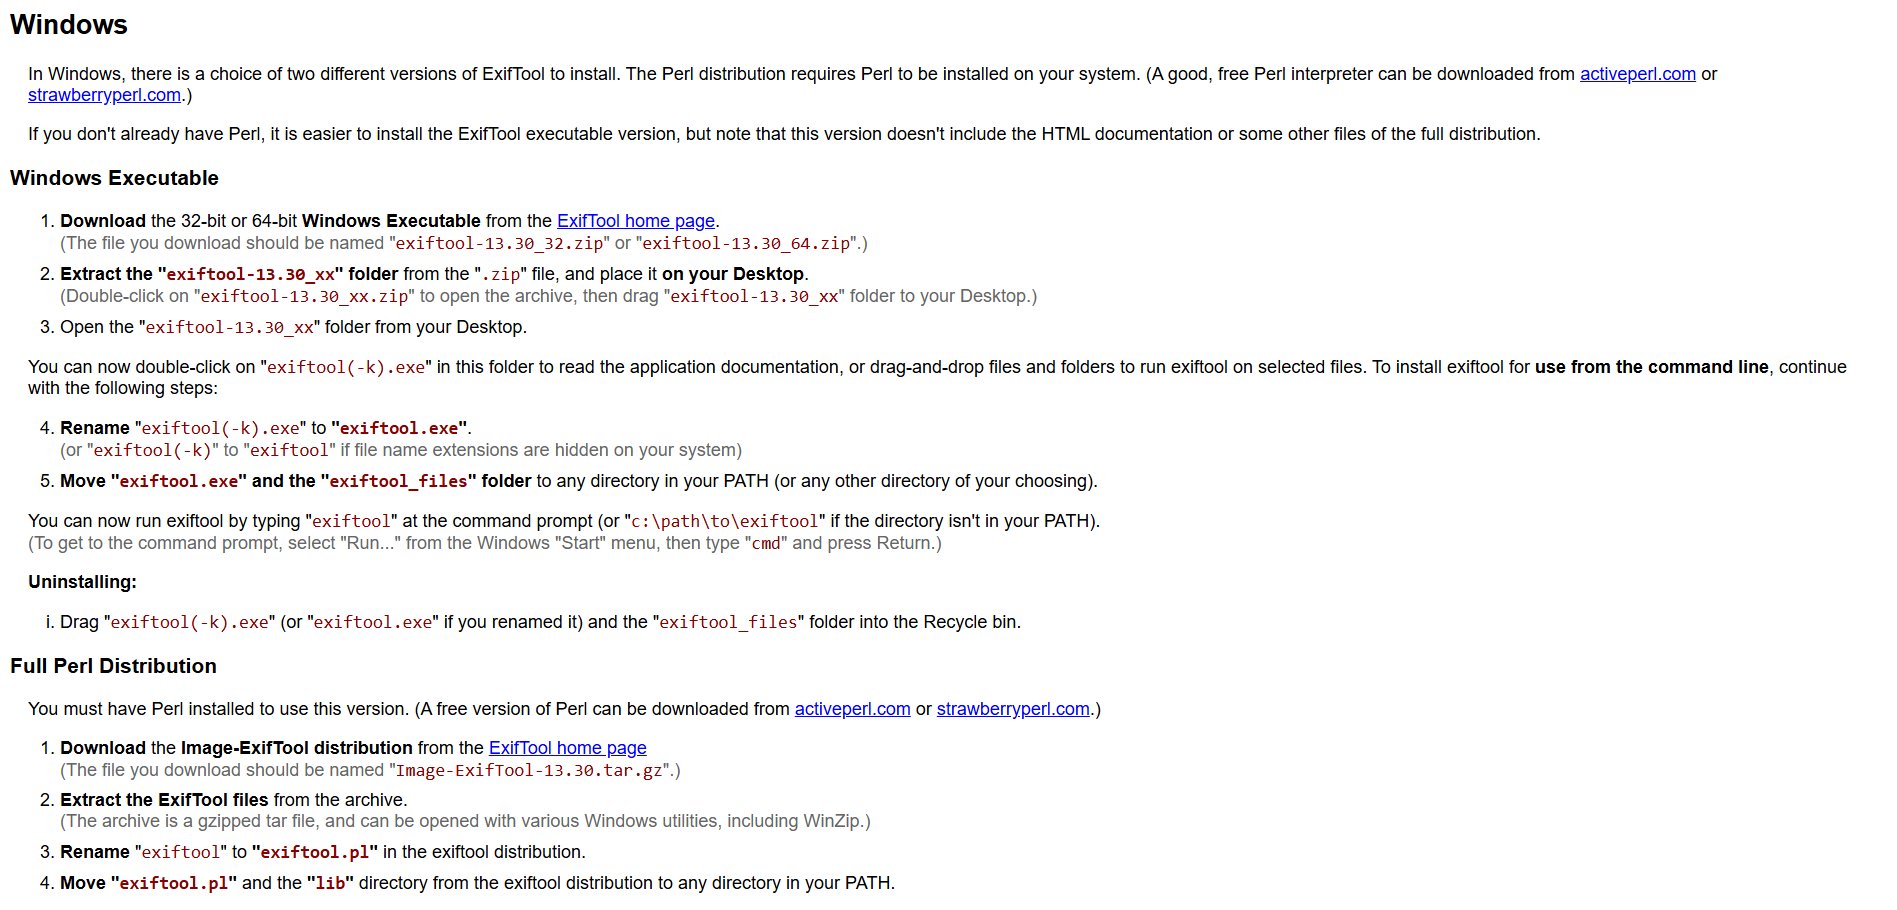 Windows
In Windows, there is a choice of two different versions of ExifTool to install. The Perl distribution requires Perl to be installed on your system. (A good, free Perl interpreter can be downloaded from activeperl.com or
strawberryperl.com.)
If you don't already have Perl, it is easier to install the ExifTool executable version, but note that this version doesn't include the HTML documentation or some other files of the full distribution.
Windows Executable
1. Download the 32-bit or 64-bit Windows Executable from the ExifTool home page.
(The file you download should be named "exiftool-13.30_32.zip" or "exiftool-13.30_64.zip".)
2. Extract the "exiftool-13.30_xx" folder from the ".zip" file, and place it on your Desktop.
(Double-click on "exiftool-13.30_xx.zip" to open the archive, then drag "exiftool-13.30_xx" folder to your Desktop.)
3. Open the "exiftool-13.30_xx" folder from your Desktop.
You can now double-click on "exiftool(-k).exe" in this folder to read the application documentation, or drag-and-drop files and folders to run exiftool on selected files. To install exiftool for use from the command line, continue
with the following steps:
4. Rename "exiftool(-k).exe" to "exiftool.exe".
(or "exiftool(-k)" to "exiftool" if file name extensions are hidden on your system)
5. Move "exiftool.exe" and the "exiftool_files" folder to any directory in your PATH (or any other directory of your choosing).
You can now run exiftool by typing "exiftool" at the command prompt (or "c:\path\to\exiftool" if the directory isn't in your PATH).
(To get to the command prompt, select "Run..." from the Windows "Start" menu, then type "cmd" and press Return.)
Uninstalling:
i. Drag "exiftool(-k).exe" (or "exiftool.exe" if you renamed it) and the "exiftool_files" folder into the Recycle bin.
Full Perl Distribution
You must have Perl installed to use this version. (A free version of Perl can be downloaded from activeperl.com or strawberryperl.com.)
1. Download the Image-ExifTool distribution from the ExifTool home page
(The file you download should be named "Image-ExifTool-13.30.tar.gz".)
2. Extract the ExifTool files from the archive.
(The archive is a gzipped tar file, and can be opened with various Windows utilities, including WinZip.)
3. Rename "exiftool" to "exiftool.pl" in the exiftool distribution.
4. Move "exiftool.pl" and the "lib" directory from the exiftool distribution to any directory in your PATH.